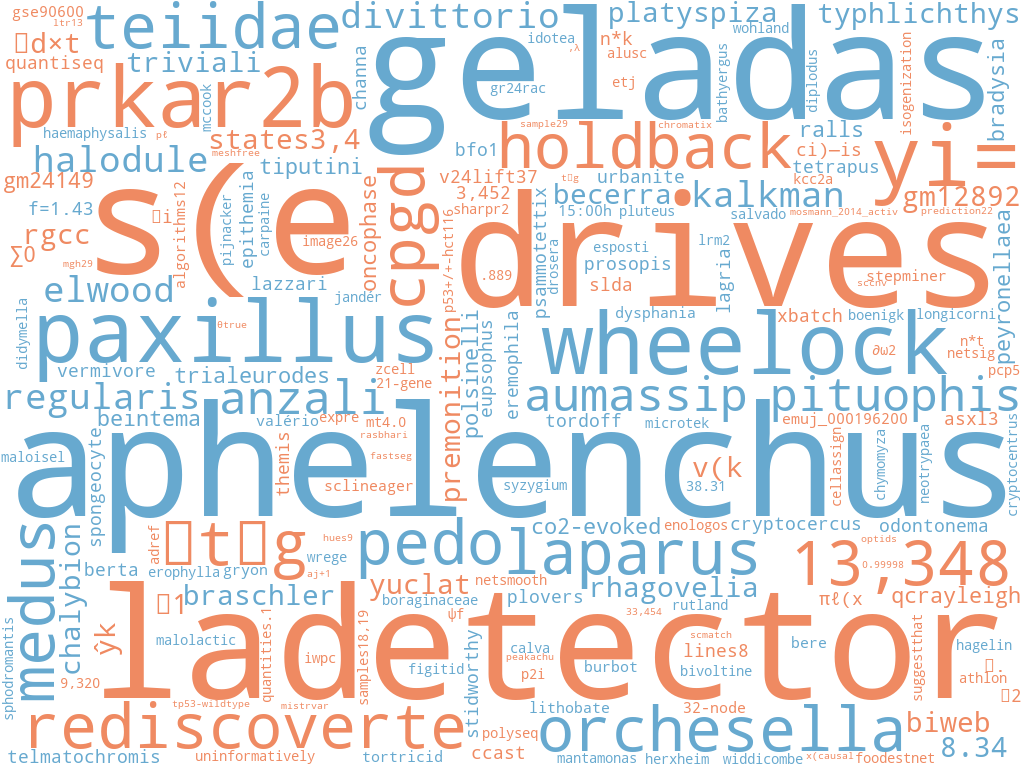 gse90600
ltr13
teiidae
divittorio
geladas
platyspiza
typhlichthys
idotea
wohland
d×t
quantiseq
triviali
channa
,λ
n*k
alusc
etj
gr24rac
bathyergus
diplodus
isogenization
bradysia
prkar2b
mccook
haemaphysalis
pℓ
states3,4
meshfree
sample29
chromatix
holdback
bfo1
ralls
ci)—is
tetrapus
kcc2a
yi=
halodule
tiputini
gm24149
v24lift37
urbanite
3,452
becerra
kalkman
gm12892
f=1.43
algorithms12
s(e
pijnacker
epithemia
carpaine
oncophase
cpgd
sharpr2
15:00h
pluteus
salvado
mosmann_2014_activ
prediction22
rgcc
∑0
mgh29
image26
p53+/+-hct116
drives
.889
psammotettix
drosera
esposti
prosopis
slda
lrm2
lagria
stepminer
sccnv
peyronellaea
elwood
lazzari
jandér
dysphania
xbatch
boenigk
longicorni
didymella
paxillus
0true
premonition
polsinelli
eupsophus
eremophila
wheelock
∂ω2
n*t
netsig
pcp5
vermivore
trialeurodes
zcell
21-gene
regularis
anzali
aumassip
pituophis
beintema
valério
expre
mt4.0
rasbhari
tordoff
microtek
emuj_000196200
asxl3
maloisel
spongeocyte
aphelenchus
themis
fastseg
sclineager
syzygium
v(k
38.31
cellassign
chymomyza
neotrypaea
cryptocentrus
medus
chalybion
adref
hues9
wrege
co2-evoked
enologos
cryptocercus
odontonema
berta
erophylla
gryon
aj+1
pedo
laparus
optids
13,348
0.99998
braschler
yuclat
netsmooth
rhagovelia
boraginaceae
plovers
rutland
πℓ(x
qcrayleigh
ŷk
malolactic
quantities.1
iwpc
samples18,19
ψf
33,454
scmatch
ladetector
sphodromantis
9,320
figitid
stidworthy
calva
peakachu
p2i
burbot
lines8
bivoltine
bere
suggestthat
hagelin
athlon
tp53-wildtype
mistrvar
lithobate
32-node
rediscoverte
polyseq
orchesella
biweb
8.34
telmatochromis
uninformatively
tortricid
ccast
mantamonas
herxheim
widdicombe
x(causal
foodestnet